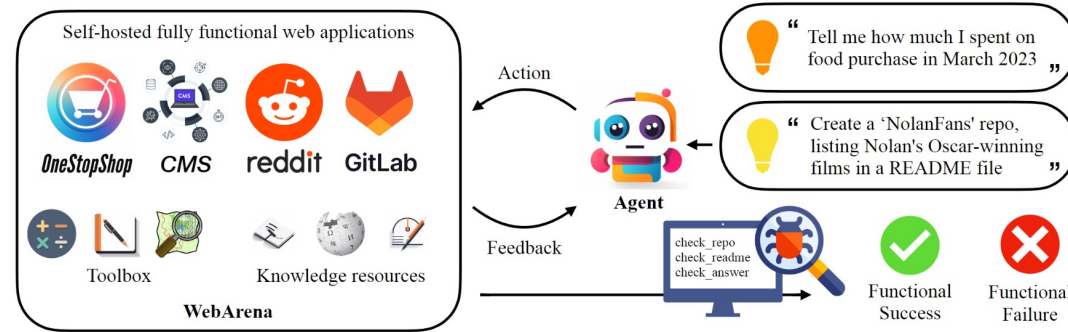 Self-hosted fully functional web applications
CMS
OneStopShop
CMS
reddit
GitLab
Toolbox
Knowledge resources
WebArena
Action
Feedback
Agent
“ Tell me how much I spent on
food purchase in March 2023 ”
“ Create a ‘NolanFans' repo,
listing Nolan's Oscar-winning
films in a README file ”
check_repo
check_readme
check_answer
Functional
Success
Functional
Failure